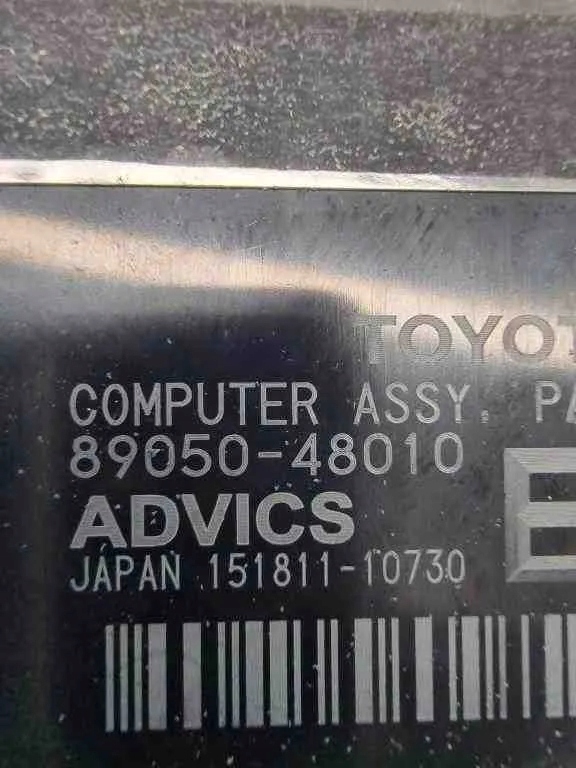 TOYOT
COMPUTER ASSY, PA
89050-48010
ADVICS
JAPAN 151811-10730
E